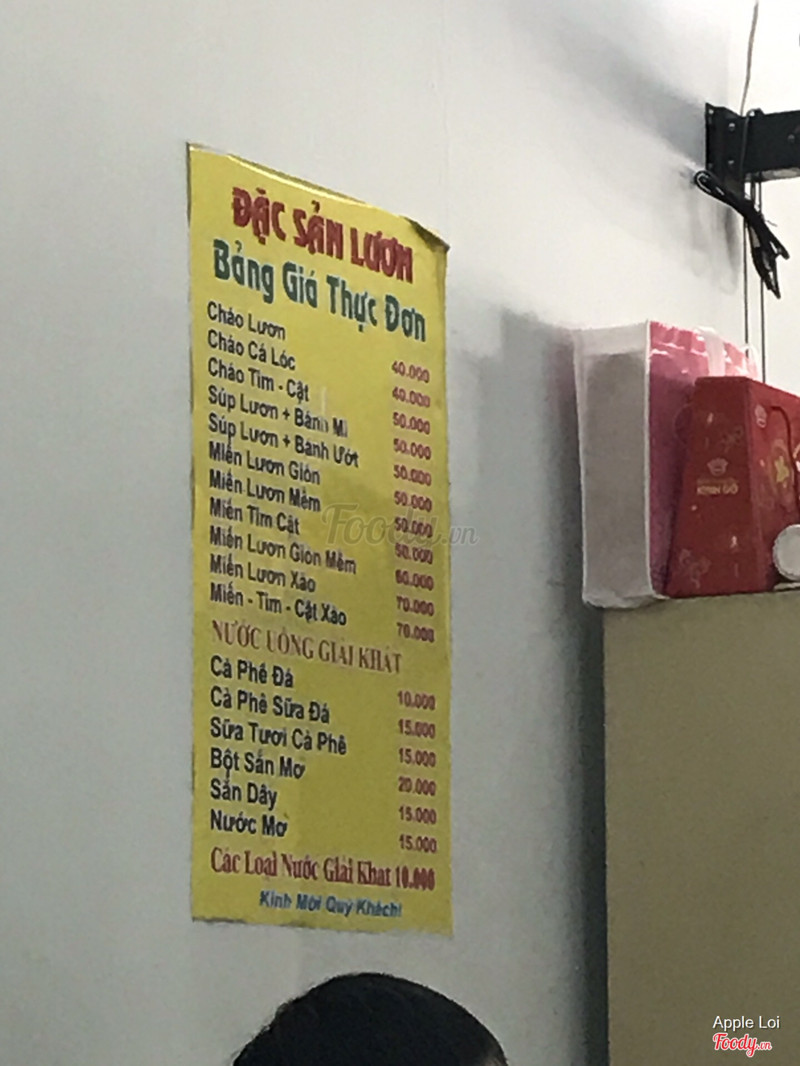 ĐẶC SẢN LƯƠN
Bảng Giá Thực Đơn
Cháo Lươn 40.000
Cháo Cá Lóc 40.000
Cháo Tim - Cật 50.000
Súp Lươn + Bánh Mì 50.000
Súp Lươn + Bánh Ướt 50.000
Miến Lươn Giòn 50.000
Miến Lươn Mềm 50.000
Miến Tim Cật 50.000
Miến Lươn Giòn Mềm 60.000
Miến Lươn Xào 70.000
Miến - Tim - Cật Xào 70.000
NƯỚC UỐNG GIẢI KHÁT
Cà Phê Đá 10.000
Cà Phê Sữa Đá 15.000
Sữa Tươi Cà Phê 15.000
Bột Sắn Mơ 20.000
Sắn Dây 15.000
Nước Mơ 15.000
Các Loại Nước Giải Khát 10.000
Kính Mời Quý Khách!
Foody.vn
KINH ĐÔ
Apple Loi
Foody.vn